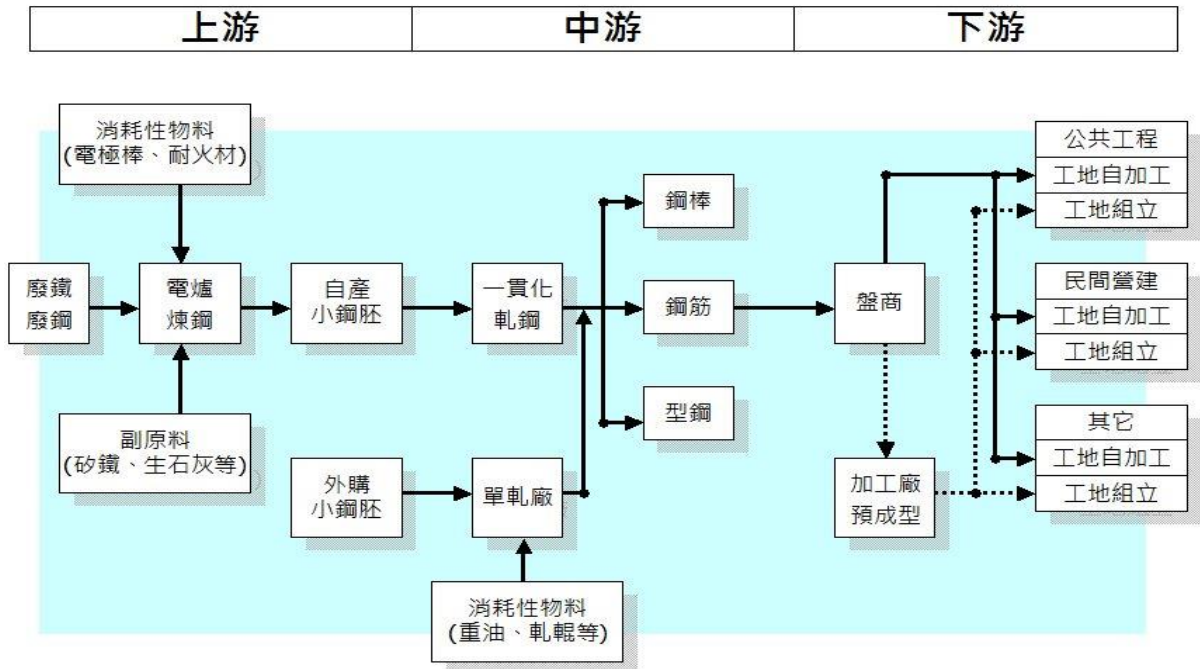 上游
中游
下游
消耗性物料
(電極棒、耐火材)
廢鐵
廢鋼
電爐
煉鋼
副原料
(矽鐵、生石灰等)
自產
小鋼胚
外購
小鋼胚
一貫化
軋鋼
單軋廠
消耗性物料
(重油、軋輥等)
鋼棒
鋼筋
型鋼
盤商
加工廠
預成型
公共工程
工地自加工
工地組立
民間營建
工地自加工
工地組立
其它
工地自加工
工地組立